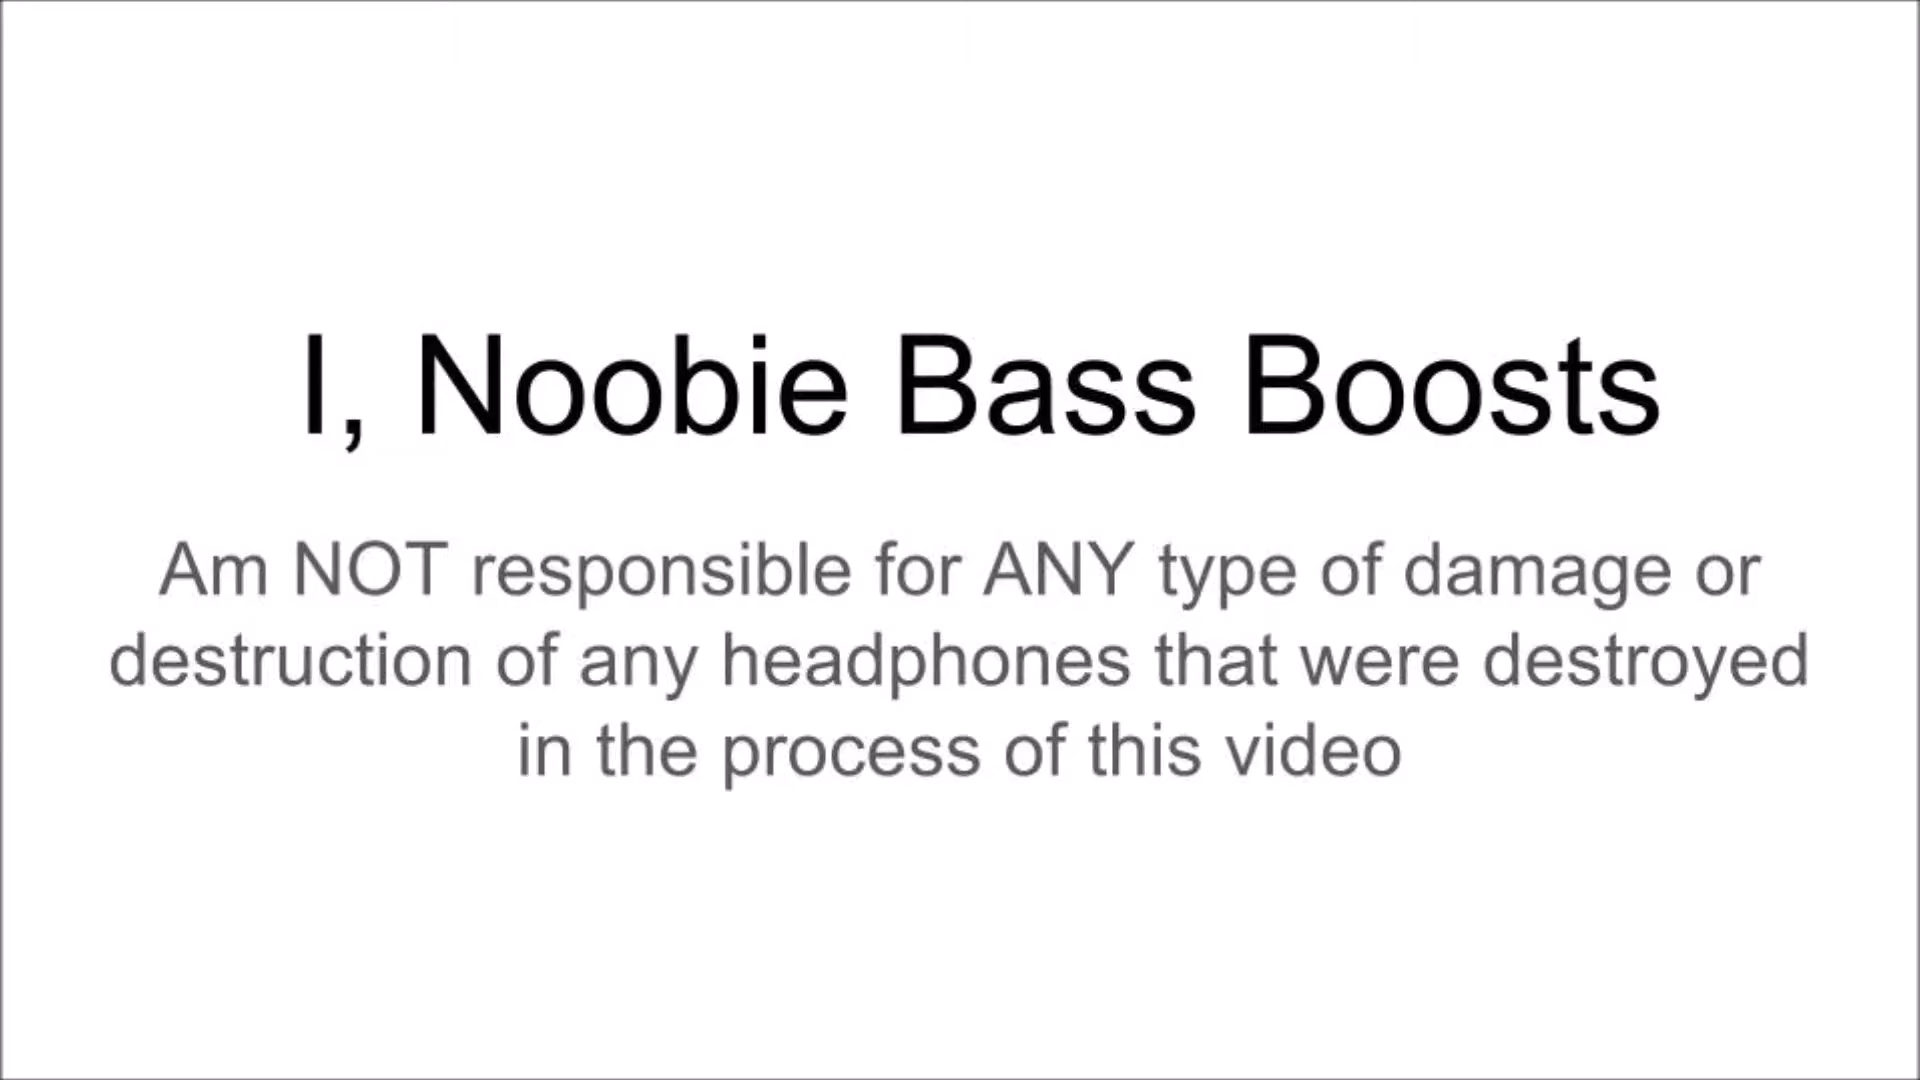 I, Noobie Bass Boosts
Am NOT responsible for ANY type of damage or
destruction of any headphones that were destroyed
in the process of this video